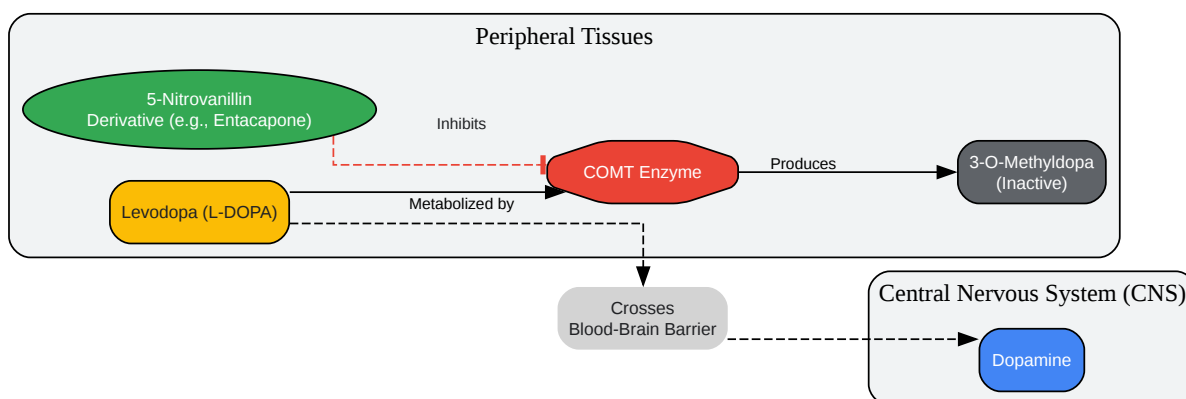 Peripheral Tissues
5-Nitrovanillin
Derivative (e.g., Entacapone)
Inhibits
COMT Enzyme
Produces
3-O-Methyldopa
(Inactive)
Levodopa (L-DOPA)
Metabolized by
Crosses
Blood-Brain Barrier
Central Nervous System (CNS)
Dopamine